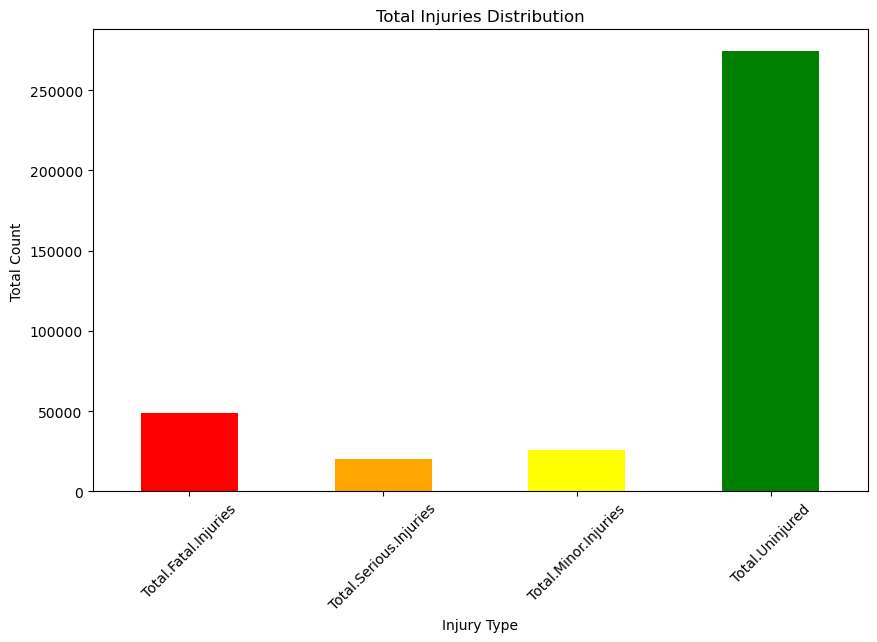 Total Injuries Distribution
Total Count
250000
200000
150000
100000
50000
0
Total.Fatal.Injuries
Total.Serious.Injuries
Total.Minor.Injuries
Total.Uninjured
Injury Type